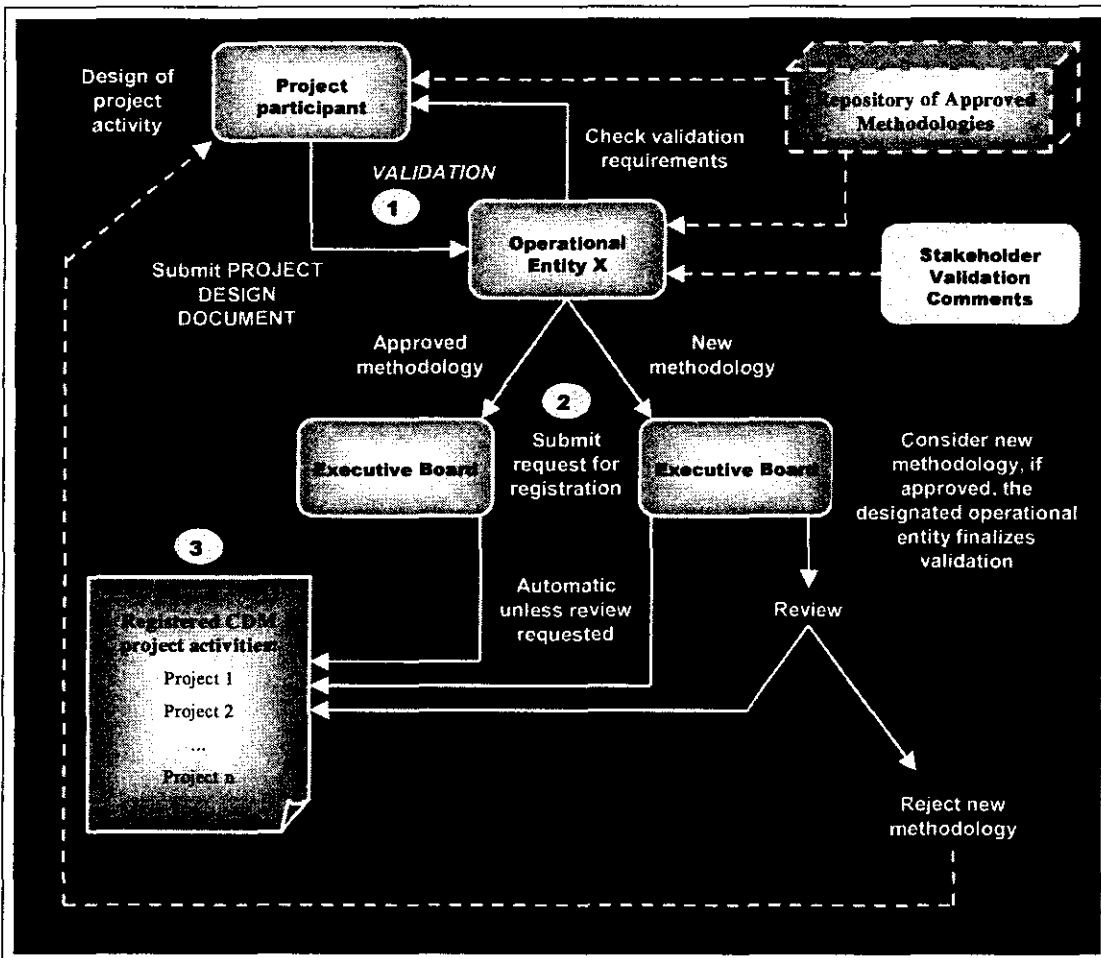 Design of
project
activity
Project
participant
Repository of Approved
Methodologies
Check validation
requirements
VALIDATION
1
Operational
Entity X
Stakeholder
Validation
Comments
Submit PROJECT
DESIGN
DOCUMENT
Approved
methodology
New
methodology
2
Executive Board
Submit
request for
registration
Executive Board
Consider new
methodology, if
approved, the
designated operational
entity finalizes
validation
3
Automatic
unless review
requested
Review
Registered CDM
project activities:
Project 1
Project 2
...
Project n
Reject new
methodology